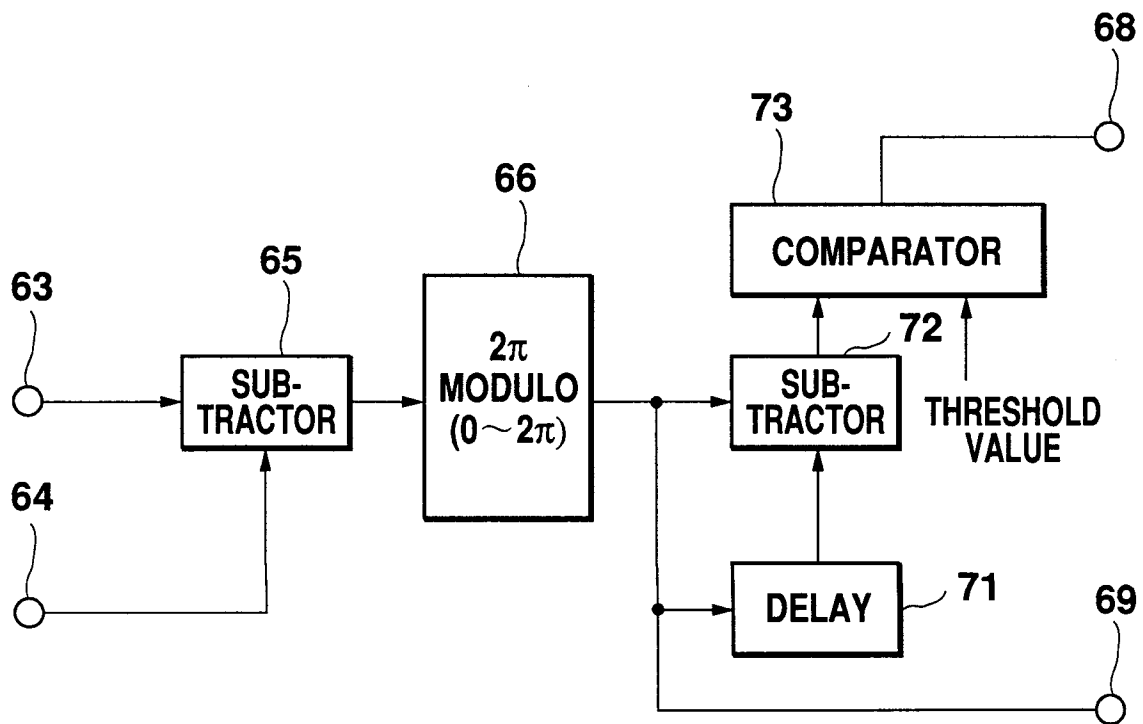 68
73
66
COMPARATOR
65
63
72
2π
MODULO
(0～2π)
SUB-
TRACTOR
SUB-
TRACTOR
THRESHOLD
VALUE
64
DELAY
71
69